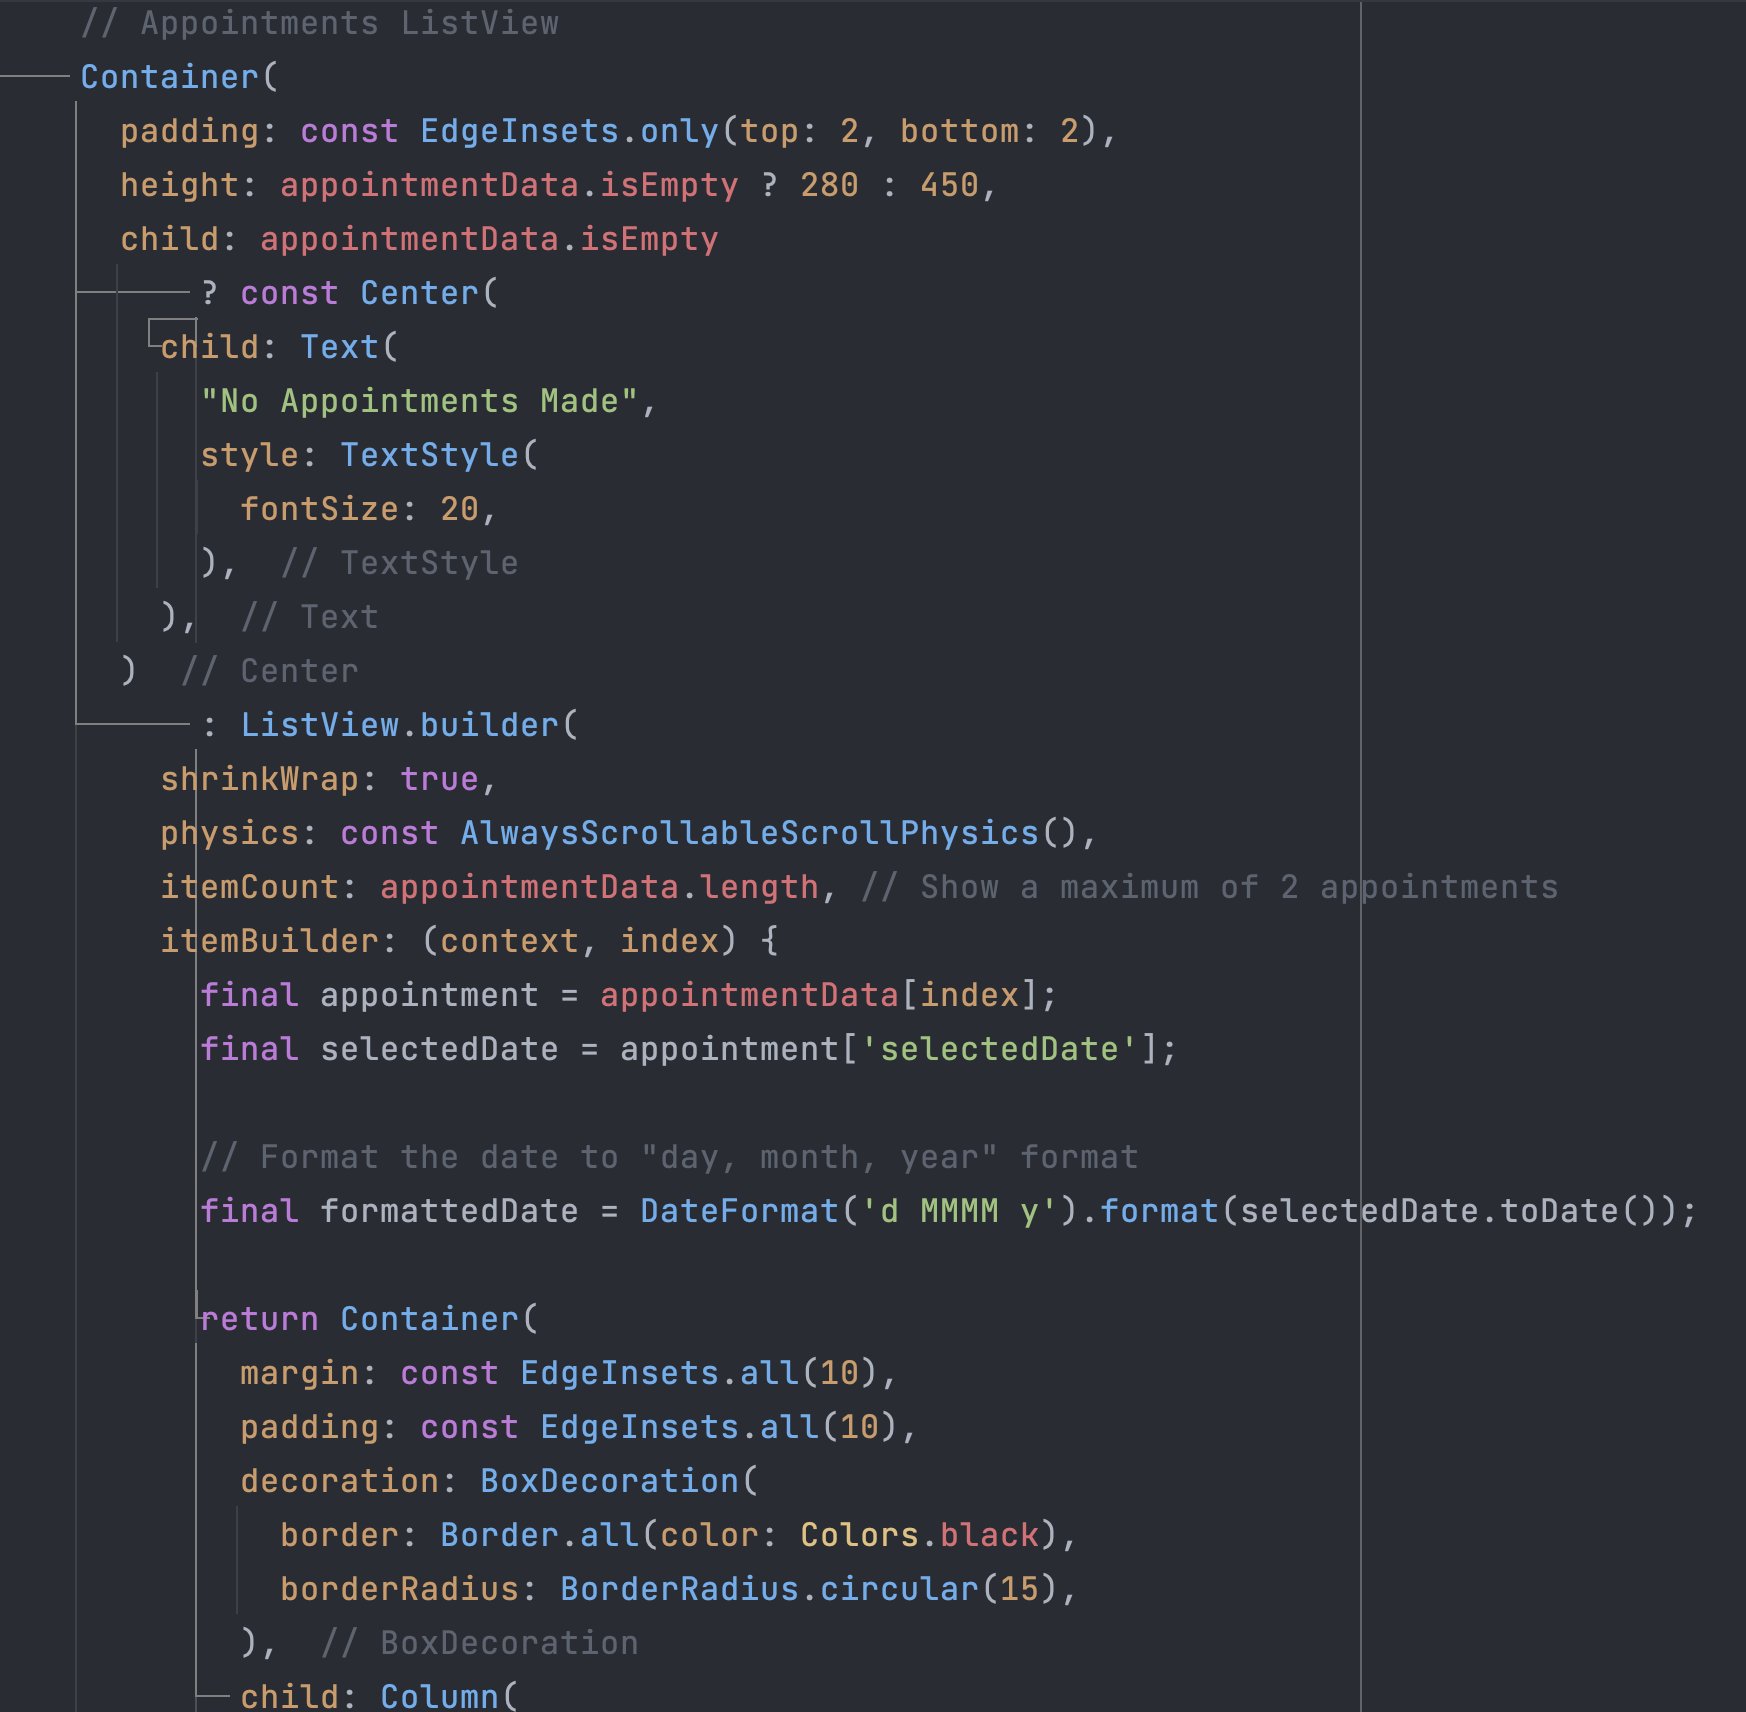 // Appointments ListView
Container(
padding: const EdgeInsets.only(top: 2, bottom: 2),
height: appointmentData.isEmpty ? 280 : 450,
child: appointmentData.isEmpty
? const Center(
child: Text(
"No Appointments Made",
style: TextStyle(
fontSize: 20,
), // TextStyle
), // Text
) // Center
: ListView.builder(
shrinkWrap: true,
physics: const AlwaysScrollableScrollPhysics(),
itemCount: appointmentData.length, // Show a maximum of 2 appointments
itemBuilder: (context, index) {
final appointment = appointmentData[index];
final selectedDate = appointment['selectedDate'];
// Format the date to "day, month, year" format
final formattedDate = DateFormat('d MMMM y').format(selectedDate.toDate());
return Container(
margin: const EdgeInsets.all(10),
padding: const EdgeInsets.all(10),
decoration: BoxDecoration(
border: Border.all(color: Colors.black),
borderRadius: BorderRadius.circular(15),
), // BoxDecoration
child: Column(